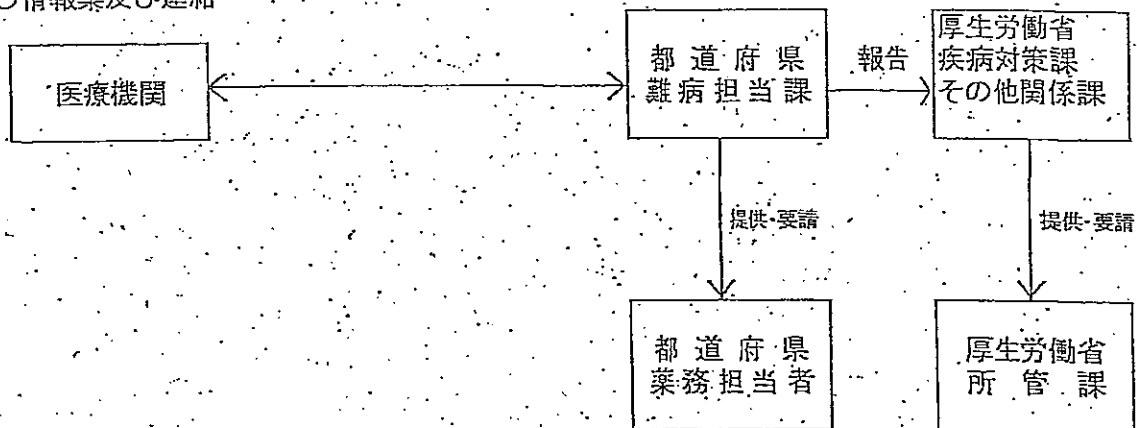 情報集及び連絡
医療機関
都道府県
難病担当課
報告
厚生労働省
疾病対策課
その他関係課
提供・要請
提供・要請
都道府県
薬務担当者
厚生労働省
所管課